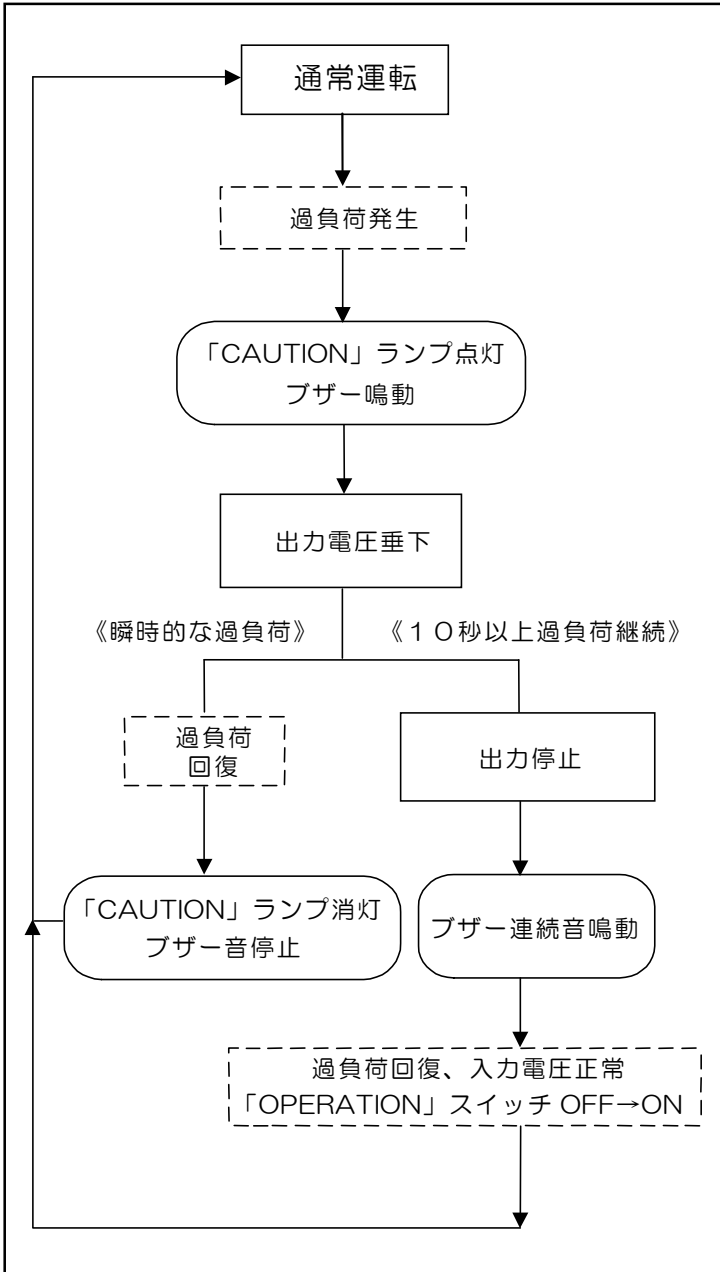 通常運転
過負荷発生
「CAUTION」ランプ点灯
ブザー鳴動
出力電圧垂下
《瞬時的な過負荷》
《１０秒以上過負荷継続》
過負荷
回復
出力停止
「CAUTION」ランプ消灯
ブザー音停止
ブザー連続音鳴動
過負荷回復、入力電圧正常
「OPERATION」スイッチ OFF→ON